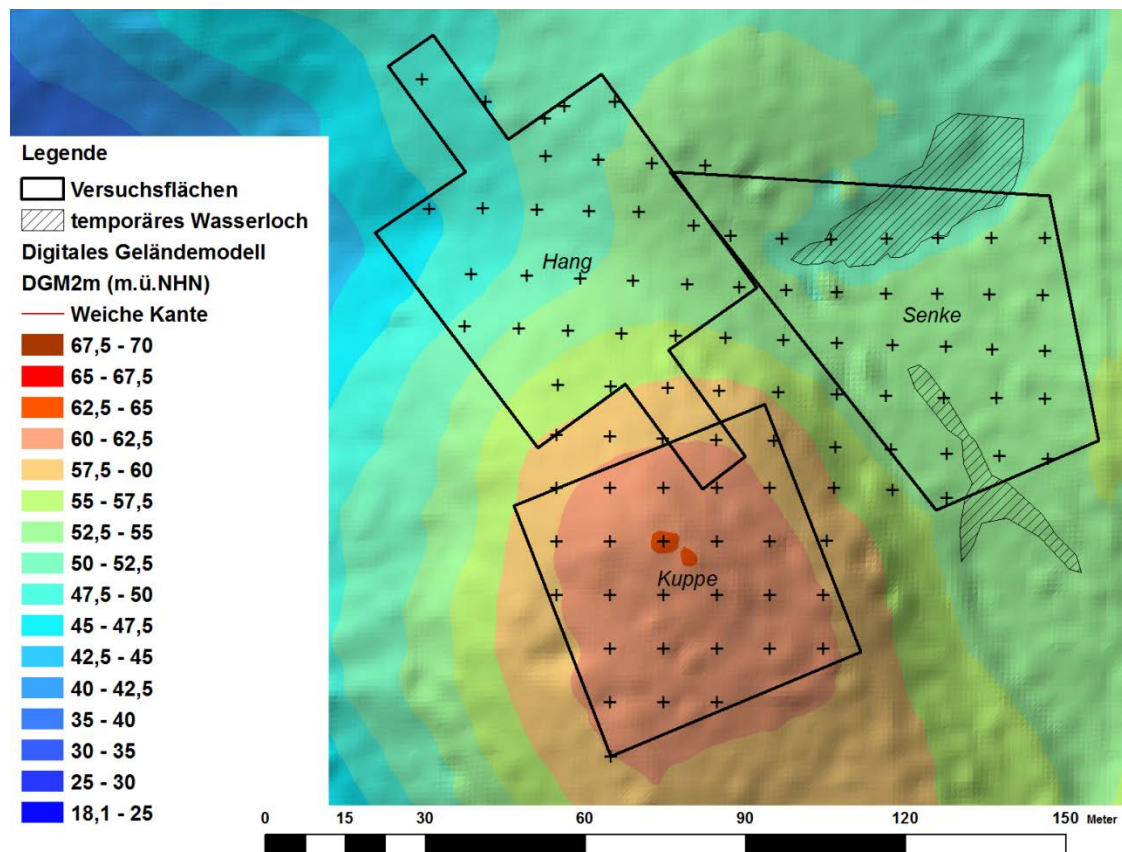 Legende
Versuchsflächen
temporäres Wasserloch
Digitales Geländemodell
DGM2m (m.ü.NHN)
Weiche Kante
67,5 - 70
65 - 67,5
62,5 - 65
60 - 62,5
57,5 - 60
55 - 57,5
52,5 - 55
50 - 52,5
47,5 - 50
45 - 47,5
42,5 - 45
40 - 42,5
35 - 40
30 - 35
25 - 30
18,1 - 25
Hang
Senke
Kuppe
0 15 30 60 90 120 150 Meter